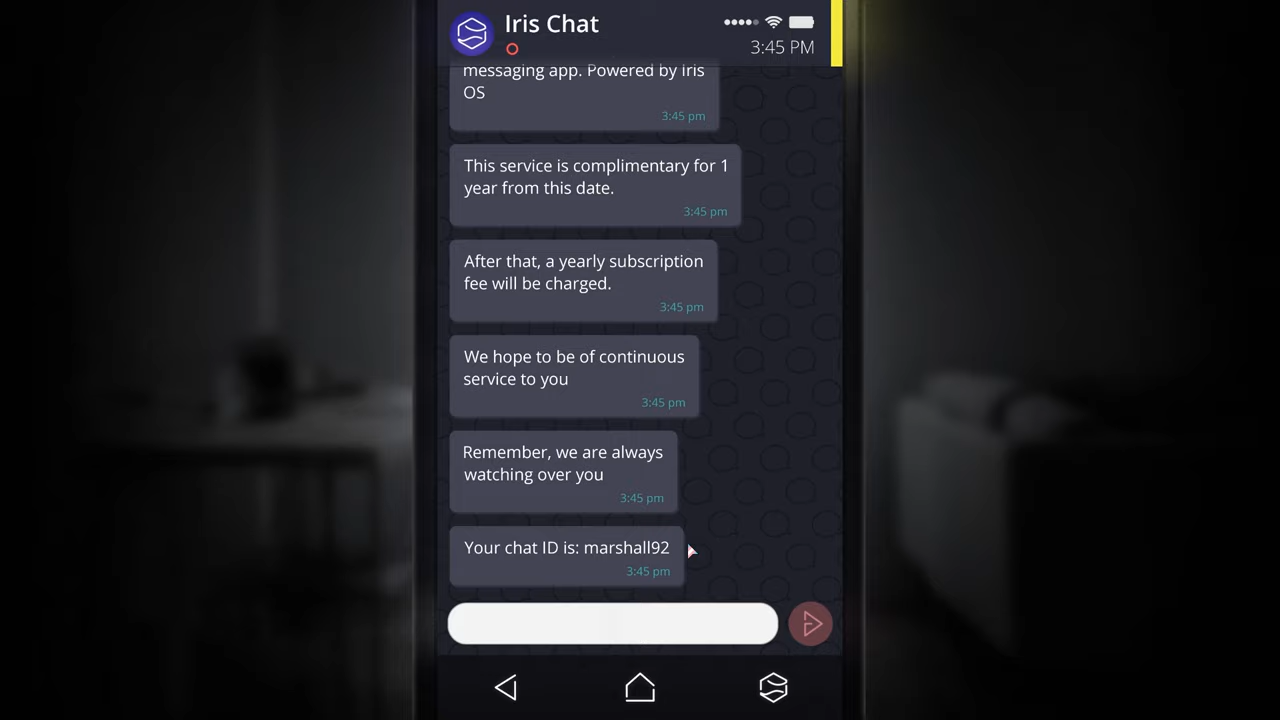 Iris Chat
3:45 PM
messaging app. Powered by Iris
OS
3:45 pm
This service is complimentary for 1
year from this date.
3:45 pm
After that, a yearly subscription
fee will be charged.
3:45 pm
We hope to be of continuous
service to you
3:45 pm
Remember, we are always
watching over you
3:45 pm
Your chat ID is: marshall92
3:45 pm